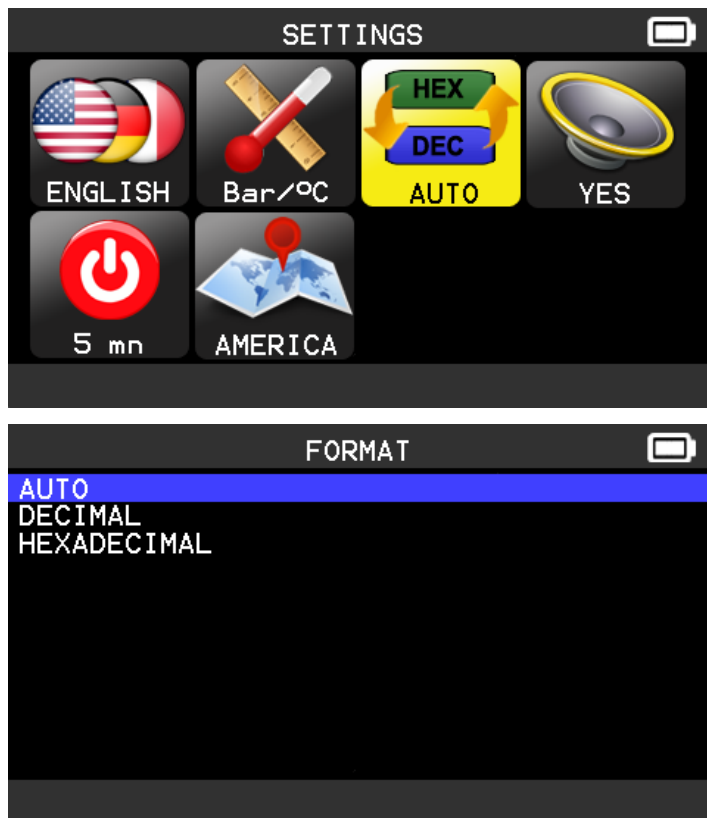 SETTINGS
HEX
DEC
ENGLISH Bar/ºC AUTO YES
5 mn AMERICA
FORMAT
AUTO
DECIMAL
HEXADECIMAL